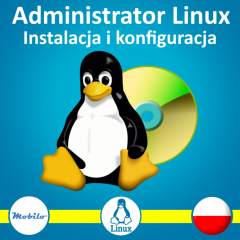 Administrator Linux
Instalacja i konfiguracja
Mobilo
Linux